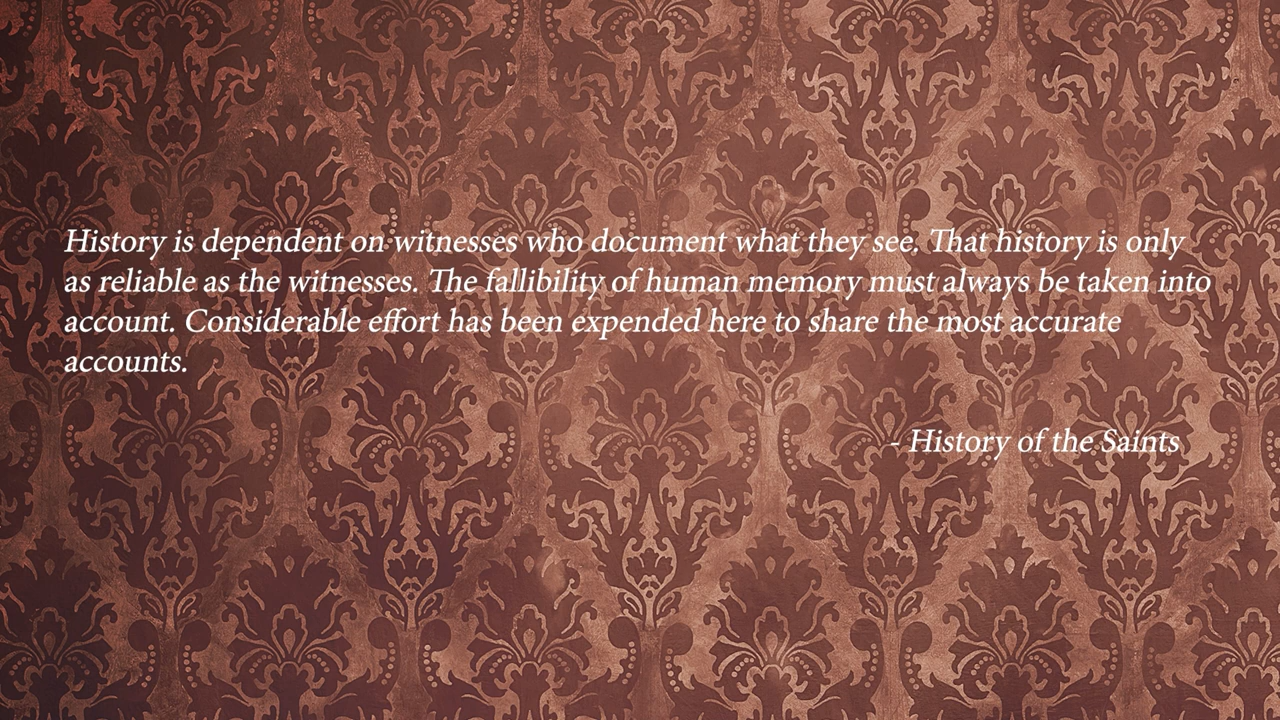 History is dependent on witnesses who document what they see. That history is only
as reliable as the witnesses. The fallibility of human memory must always be taken into
account. Considerable effort has been expended here to share the most accurate
accounts.
- History of the Saints